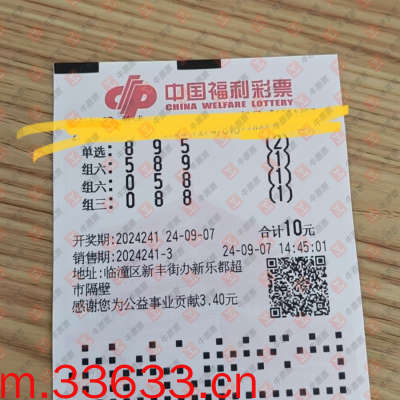 中国福利彩票
CHINA WELFARE LOTTERY
单选: 8 9 5 (2)
组六: 5 8 9 (1)
组六: 0 5 8 (1)
组三: 0 8 8 (1)
开奖期:2024241 24-09-07 合计10元
销售期:2024241-3 24-09-07 14:45:01
地址:临潼区新丰街办新乐都超
市隔壁
感谢您为公益事业贡献3.40元
m.33633.cn